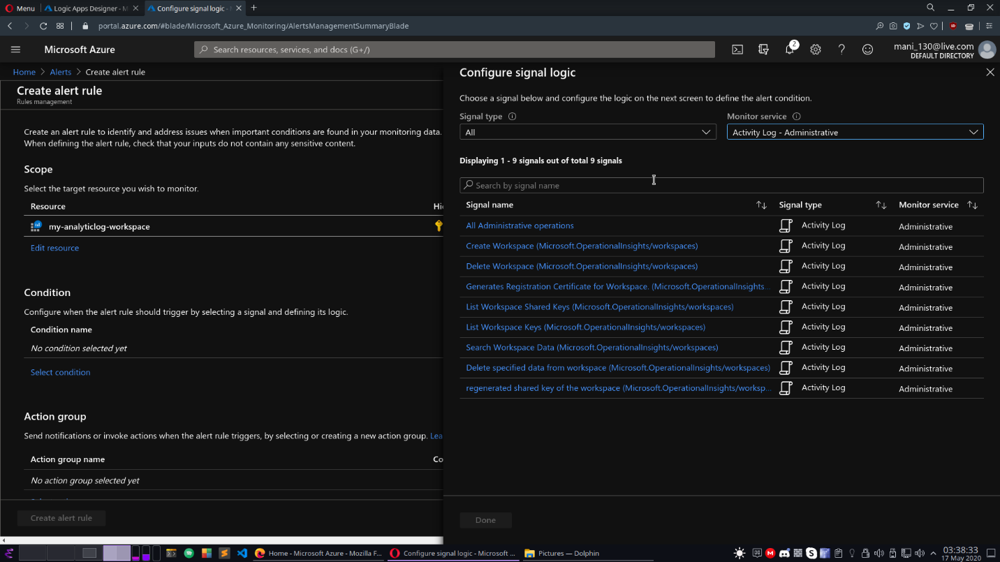 Menu
Logic Apps Designer - M
Configure signal logic -
portal.azure.com/#blade/Microsoft_Azure_Monitoring/AlertsManagementSummaryBlade
Microsoft Azure
Search resources, services, and docs (G+/)
2
mani_130@live.com
DEFAULT DIRECTORY
Home > Alerts > Create alert rule
Create alert rule
Rules management
Create an alert rule to identify and address issues when important conditions are found in your monitoring data.
When defining the alert rule, check that your inputs do not contain any sensitive content.
Scope
Select the target resource you wish to monitor.
Resource
Hi
my-analyticlog-workspace
Edit resource
Condition
Configure when the alert rule should trigger by selecting a signal and defining its logic.
Condition name
No condition selected yet
Select condition
Action group
Send notifications or invoke actions when the alert rule triggers, by selecting or creating a new action group. Lea
Action group name
Co
No action group selected yet
Create alert rule
Configure signal logic
Choose a signal below and configure the logic on the next screen to define the alert condition.
Signal type
Monitor service
All
Activity Log - Administrative
Displaying 1 - 9 signals out of total 9 signals
Search by signal name
Signal name Signal type Monitor service
All Administrative operations Activity Log Administrative
Create Workspace (Microsoft.OperationalInsights/workspaces) Activity Log Administrative
Delete Workspace (Microsoft.OperationalInsights/workspaces) Activity Log Administrative
Generates Registration Certificate for Workspace. (Microsoft.OperationalInsights... Activity Log Administrative
List Workspace Shared Keys (Microsoft.OperationalInsights/workspaces) Activity Log Administrative
List Workspace Keys (Microsoft.OperationalInsights/workspaces) Activity Log Administrative
Search Workspace Data (Microsoft.OperationalInsights/workspaces) Activity Log Administrative
Delete specified data from workspace (Microsoft.OperationalInsights/workspaces) Activity Log Administrative
regenerated shared key of the workspace (Microsoft.OperationalInsights/worksp... Activity Log Administrative
Done
Home - Mozilla F...
Configure signal logic - Microsoft ...
Pictures — Dolphin
03:38:33
17 May 2020